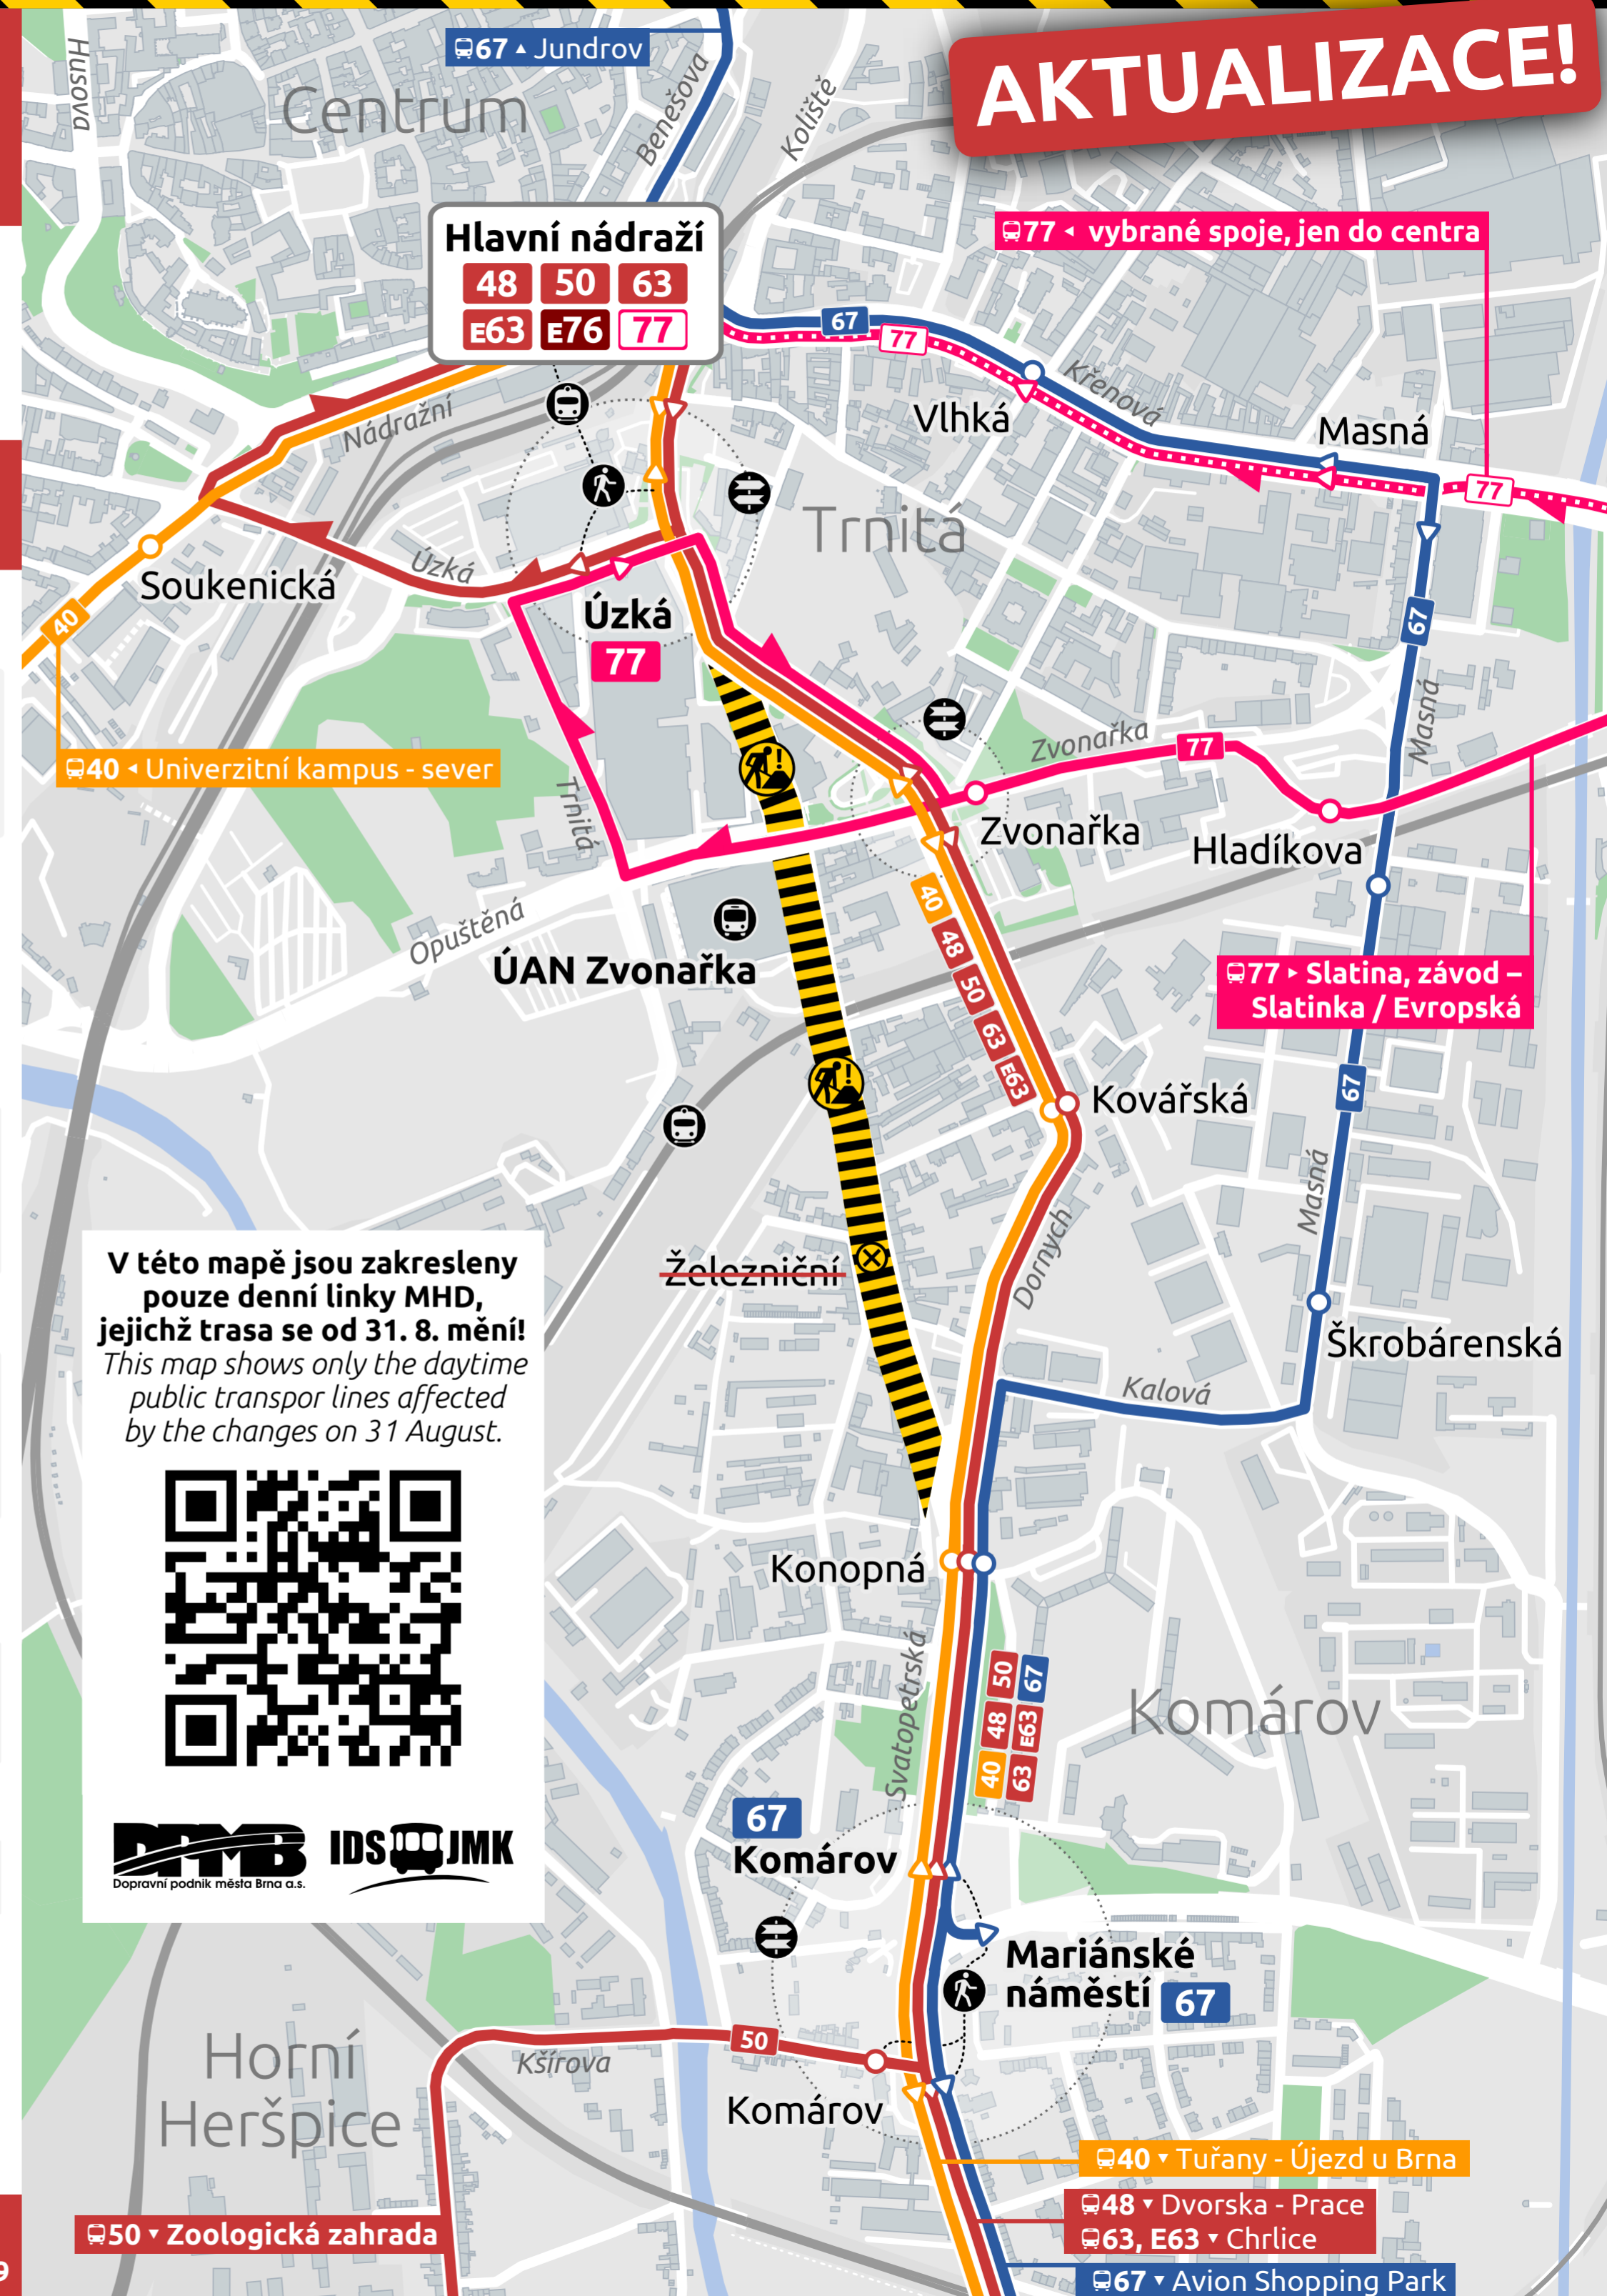 AKTUALIZACE!
67 ▲ Jundrov
Husova
Centrum
Benešova
Koliště
Hlavní nádraží
48 50 63
E63 E76 77
77 ◂ vybrané spoje, jen do centra
67
77
Křenová
Vlhká
Masná
77
Nádražní
Trnitá
Soukenická
Úzká
40
Úzká
77
67
Masná
40 ◂ Univerzitní kampus - sever
Trnitá
Zvonařka
77
Zvonařka
Hladíkova
Opuštěná
ÚAN Zvonařka
40
48
50
63
E63
77 ▸ Slatina, závod –
Slatinka / Evropská
67
Kovářská
Masná
Dornych
Železniční
Škrobárenská
Kalová
V této mapě jsou zakresleny
pouze denní linky MHD,
jejichž trasa se od 31. 8. mění!
This map shows only the daytime
public transpor lines affected
by the changes on 31 August.
DPMB
Dopravní podnik města Brna a.s.
IDS JMK
Konopná
Svatopetrská
40 48 50
63 E63 67
Komárov
67
Komárov
Mariánské
náměstí 67
Horní
Heršpice
Kšírova
50
Komárov
50 ▾ Zoologická zahrada
40 ▾ Tuřany - Újezd u Brna
48 ▾ Dvorska - Prace
63, E63 ▾ Chrlice
67 ▾ Avion Shopping Park
9